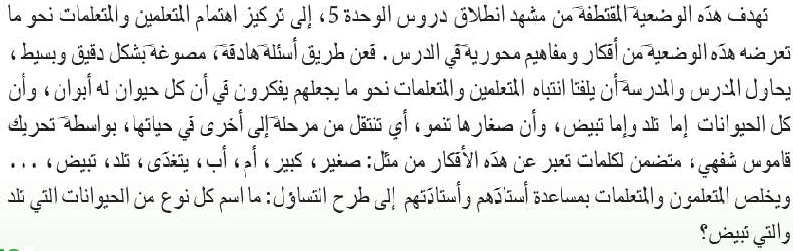 تهدف هذه الوضعية المقتطفة من مشهد انطلاق دروس الوحدة 5، إلى تركيز اهتمام المتعلمين والمتعلمات نحو ما
تعرضه هذه الوضعية من أفكار ومفاهيم محورية في الدرس. فعن طريق أسئلة هادفة، مصوغة بشكل دقيق وبسيط،
يحاول المدرس والمدرسة أن يلفتا انتباه المتعلمين والمتعلمات نحو ما يجعلهم يفكرون في أن كل حيوان له أبوان، وأن
كل الحيوانات إما تلد وإما تبيض، وأن صغارها تنمو، أي تنتقل من مرحلة إلى أخرى في حياتها، بواسطة تحريك
قاموس شفهي، متضمن لكلمات تعبر عن هذه الأفكار من مثل: صغير، كبير، أم، أب، يتغذى، تلد، تبيض، ...
ويخلص المتعلمون والمتعلمات بمساعدة أستاذهم وأستاذتهم إلى طرح التساؤل: ما اسم كل نوع من الحيوانات التي تلد
والتي تبيض؟